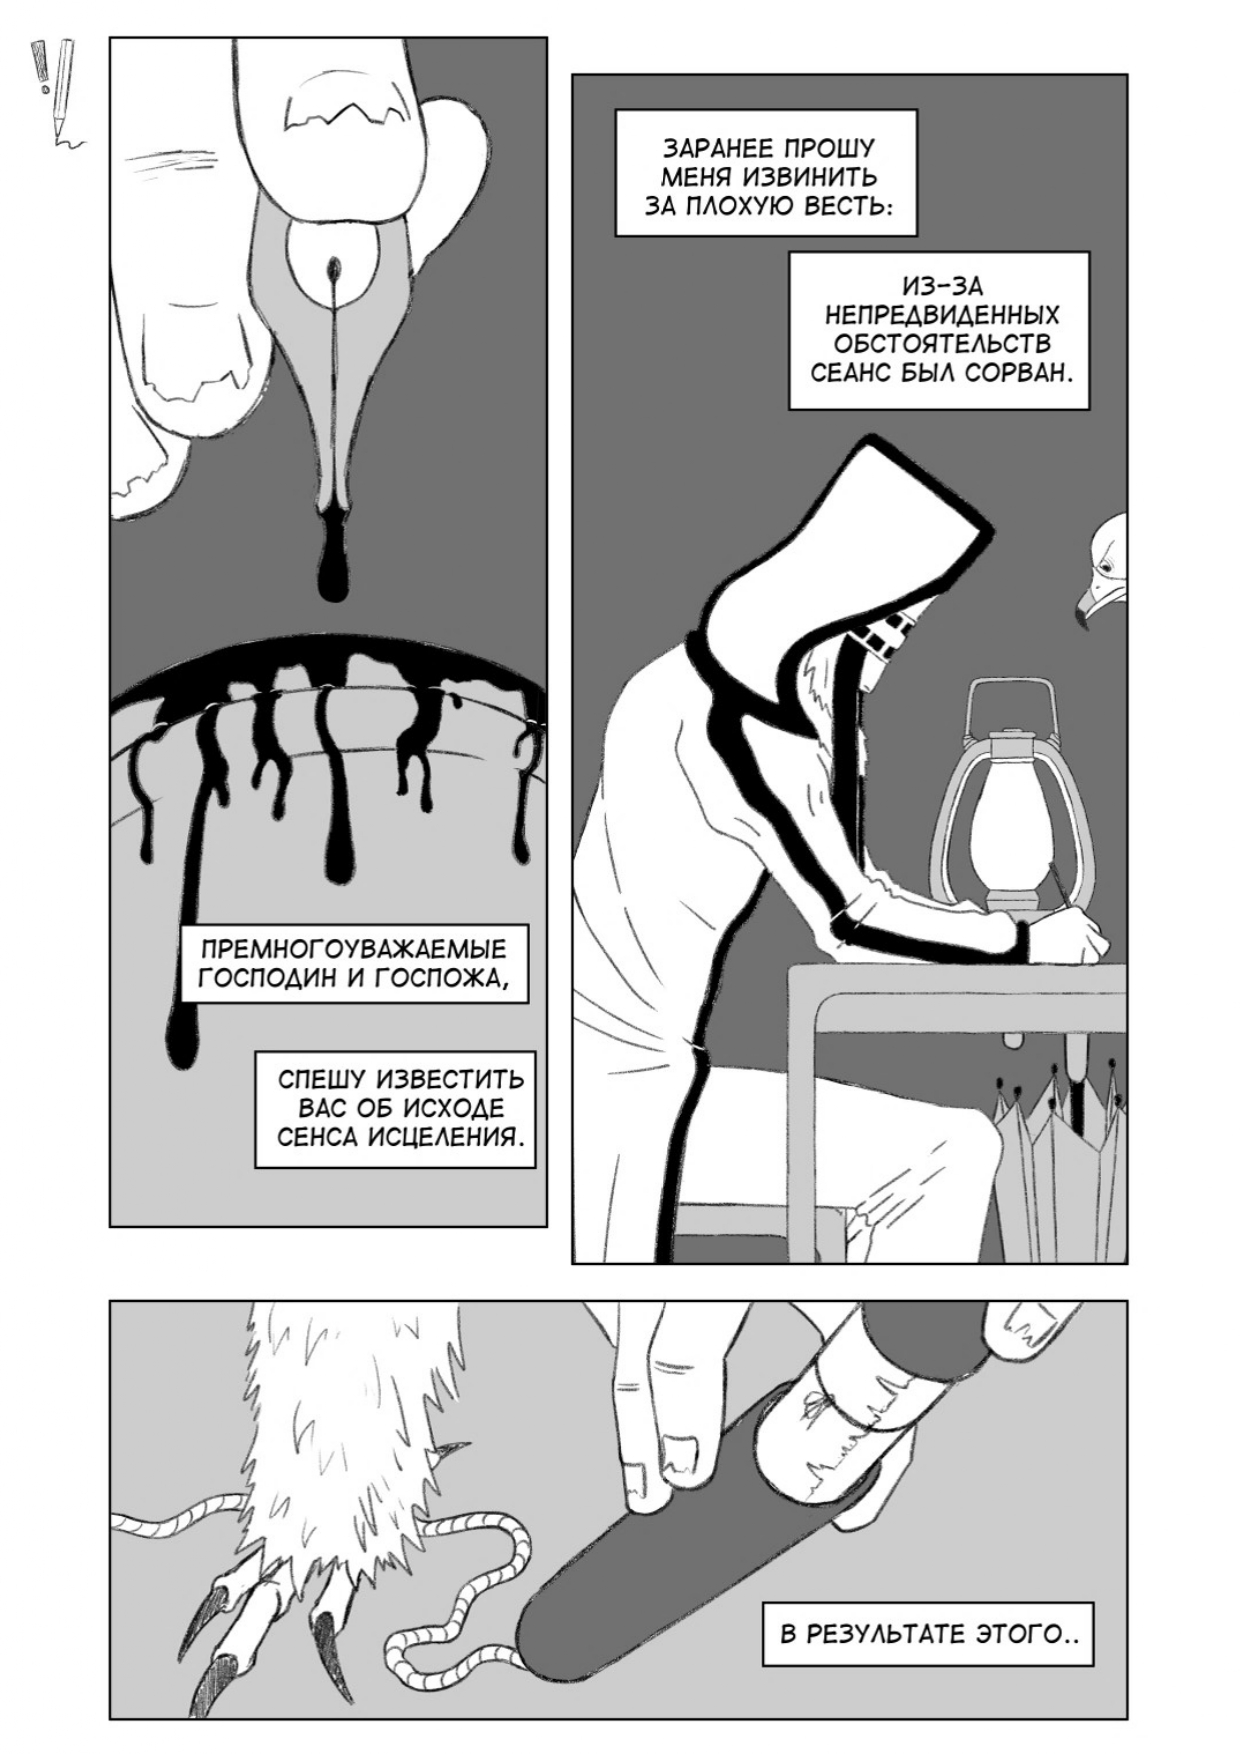 ПРЕМНОГОУВАЖАЕМЫЕ
ГОСПОДИН И ГОСПОЖА,
СПЕШУ ИЗВЕСТИТЬ
ВАС ОБ ИСХОДЕ
СЕНСА ИСЦЕЛЕНИЯ.
ЗАРАНЕЕ ПРОШУ
МЕНЯ ИЗВИНИТЬ
ЗА ПЛОХУЮ ВЕСТЬ:
ИЗ-ЗА
НЕПРЕДВИДЕННЫХ
ОБСТОЯТЕЛЬСТВ
СЕАНС БЫЛ СОРВАН.
В РЕЗУЛЬТАТЕ ЭТОГО..